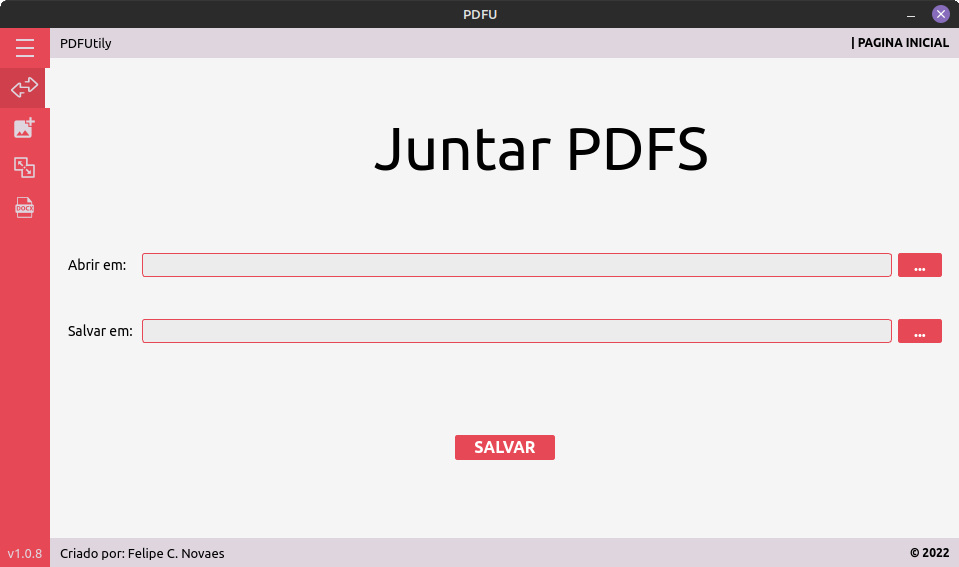 PDFU
PDFUtily
| PAGINA INICIAL
Juntar PDFS
Abrir em:
...
Salvar em:
...
SALVAR
DOCX
v1.0.8
Criado por: Felipe C. Novaes
© 2022